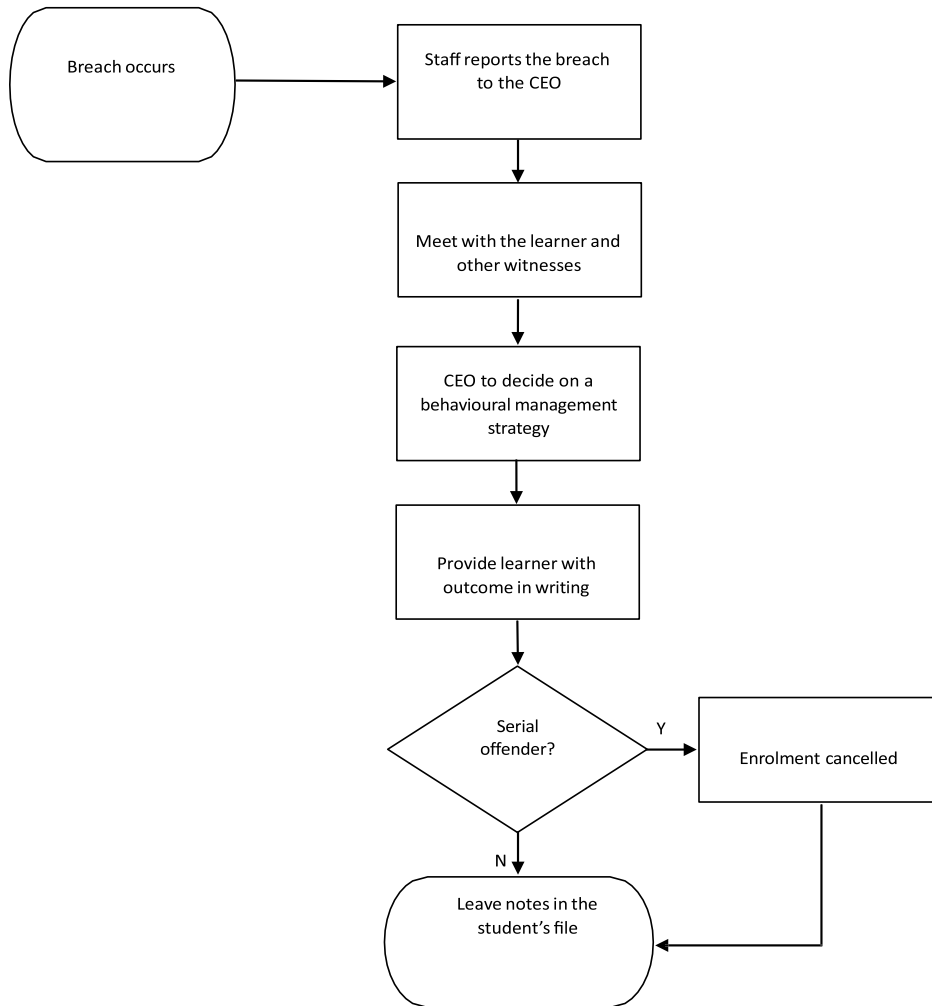 Breach occurs
Staff reports the breach
to the CEO
Meet with the learner and
other witnesses
CEO to decide on a
behavioural management
strategy
Provide learner with
outcome in writing
Serial
offender?
Y
Enrolment cancelled
N
Leave notes in the
student’s file